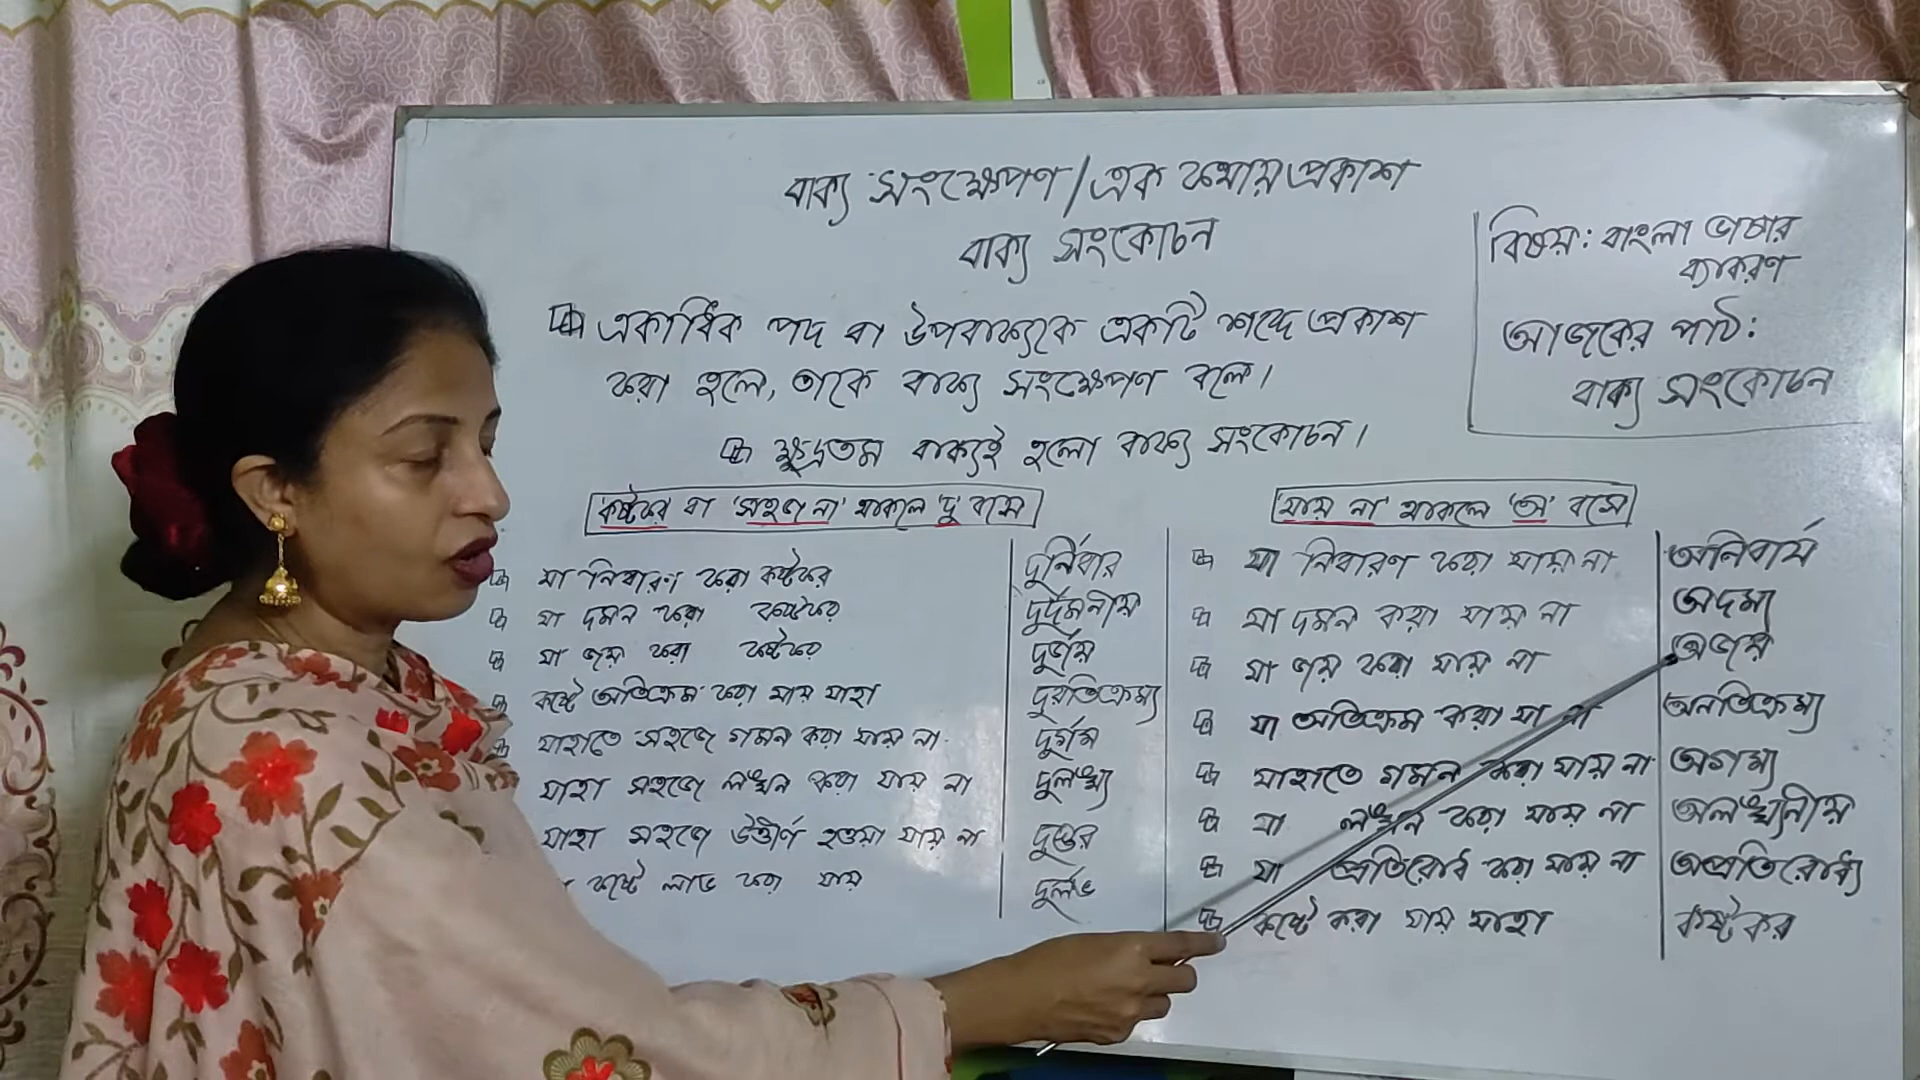 বাক্য সংক্ষেপণ/এক কথায় প্রকাশ
বাক্য সংকোচন
বিষয়: বাংলা ভাষার
ব্যাকরণ
আজকের পাঠ:
বাক্য সংকোচন
একাধিক পদ বা উপবাক্যকে একটি শব্দে প্রকাশ
করা হলে, তাকে বাক্য সংক্ষেপণ বলে।
ক্ষুদ্রতম বাক্যই হলো বাক্য সংকোচন।
'কষ্টকর বা 'সহজ না' থাকলে 'দু' বসে
যা নিবারণ করা কষ্টকর দুর্নিবার
যা দমন করা কষ্টকর দুর্দমনীয়
যা জয় করা কষ্টকর দুর্জয়
কষ্টে অতিক্রম করা যায় যাহা দুরতিক্রম্য
যাহাতে সহজে গমন করা যায় না দুর্গম
যাহা সহজে লঙ্ঘন করা যায় না দুর্লঙ্ঘ্য
যাহা সহজে উত্তীর্ণ হওয়া যায় না দুস্তর
কষ্টে লাভ করা যায় দুর্লভ
'যায় না' থাকলে 'অ' বসে
যা নিবারণ করা যায় না অনিবার্য
যা দমন করা যায় না অদম্য
যা জয় করা যায় না অজয়
যা অতিক্রম করা যা না অনতিক্রম্য
যাহাতে গমন করা যায় না অগম্য
যা লঙ্ঘন করা যায় না অলঙ্ঘ্যনীয়
যা প্রতিরোধ করা যায় না অপ্রতিরোধ্য
কষ্টে করা যায় যাহা কষ্টকর